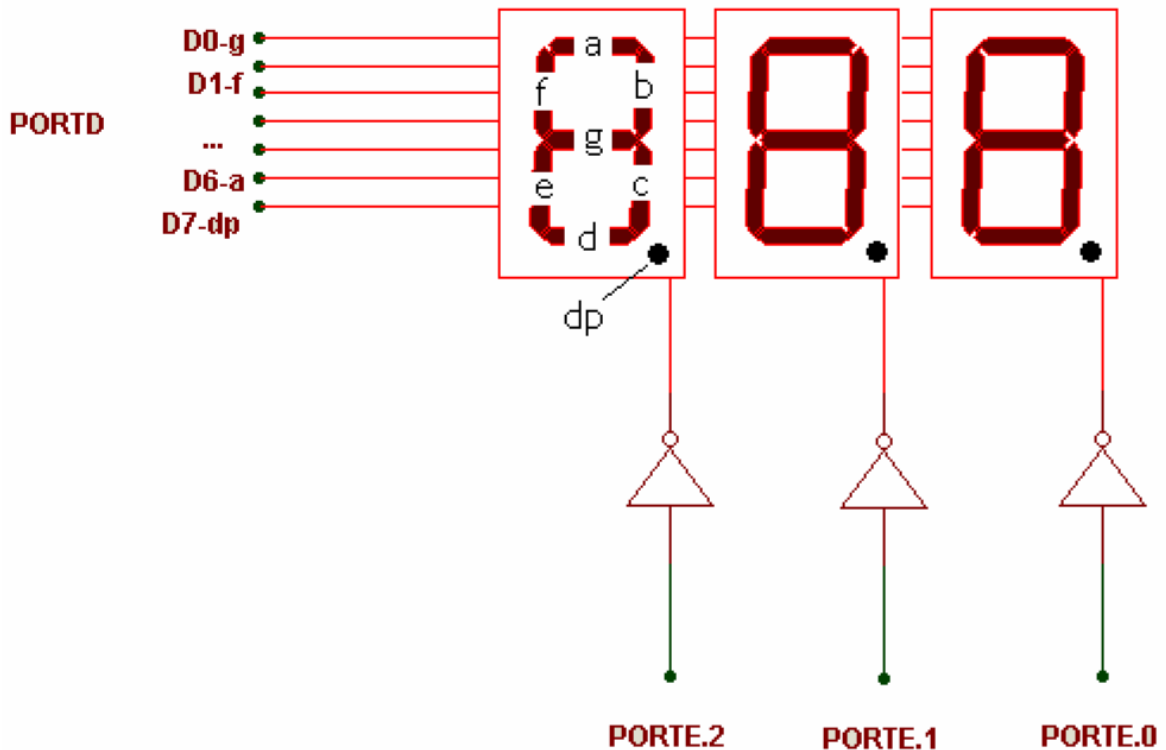 D0-g
D1-f
PORTD
...
D6-a
D7-dp
a
f
b
g
e
c
d
dp
PORTE.2
PORTE.1
PORTE.0